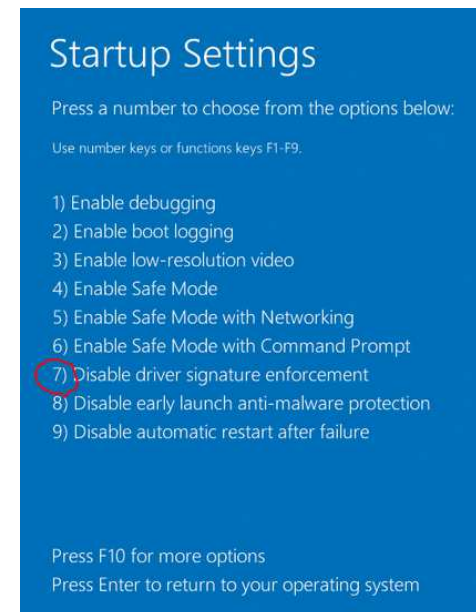 Startup Settings
Press a number to choose from the options below:
Use number keys or functions keys F1-F9.
1) Enable debugging
2) Enable boot logging
3) Enable low-resolution video
4) Enable Safe Mode
5) Enable Safe Mode with Networking
6) Enable Safe Mode with Command Prompt
7) Disable driver signature enforcement
8) Disable early launch anti-malware protection
9) Disable automatic restart after failure
Press F10 for more options
Press Enter to return to your operating system